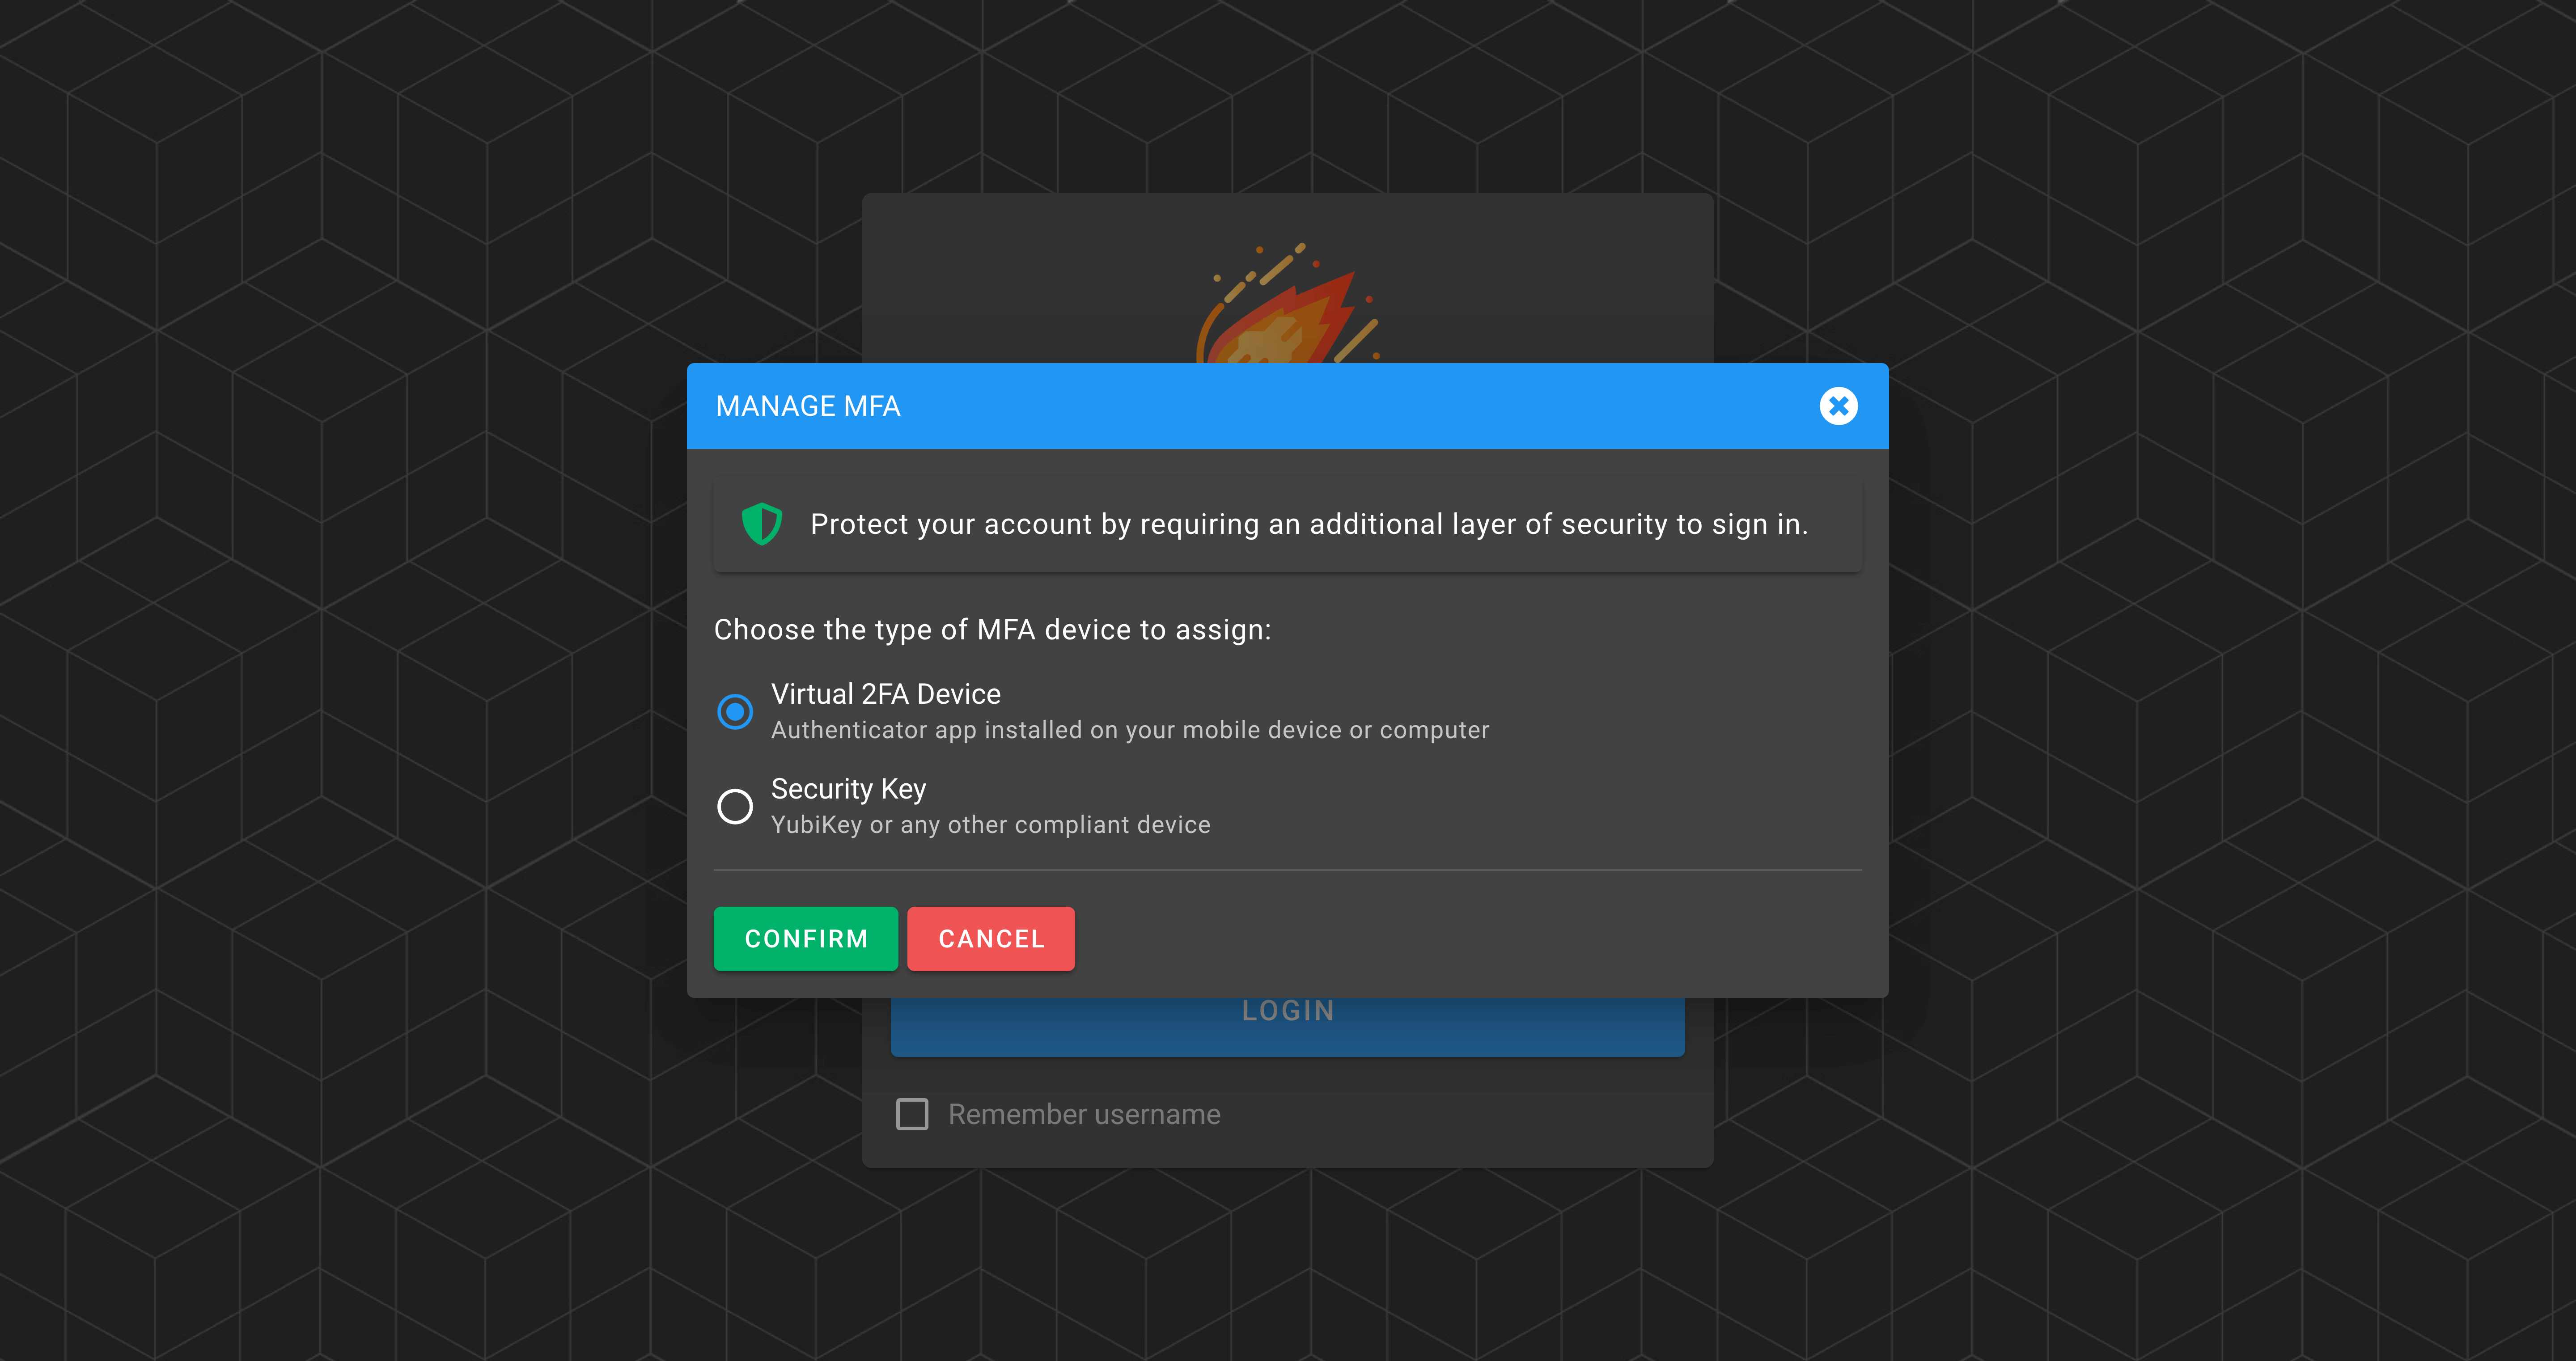 MANAGE MFA
Protect your account by requiring an additional layer of security to sign in.
Choose the type of MFA device to assign:
Virtual 2FA Device
Authenticator app installed on your mobile device or computer
Security Key
YubiKey or any other compliant device
CONFIRM CANCEL
LOGIN
Remember username